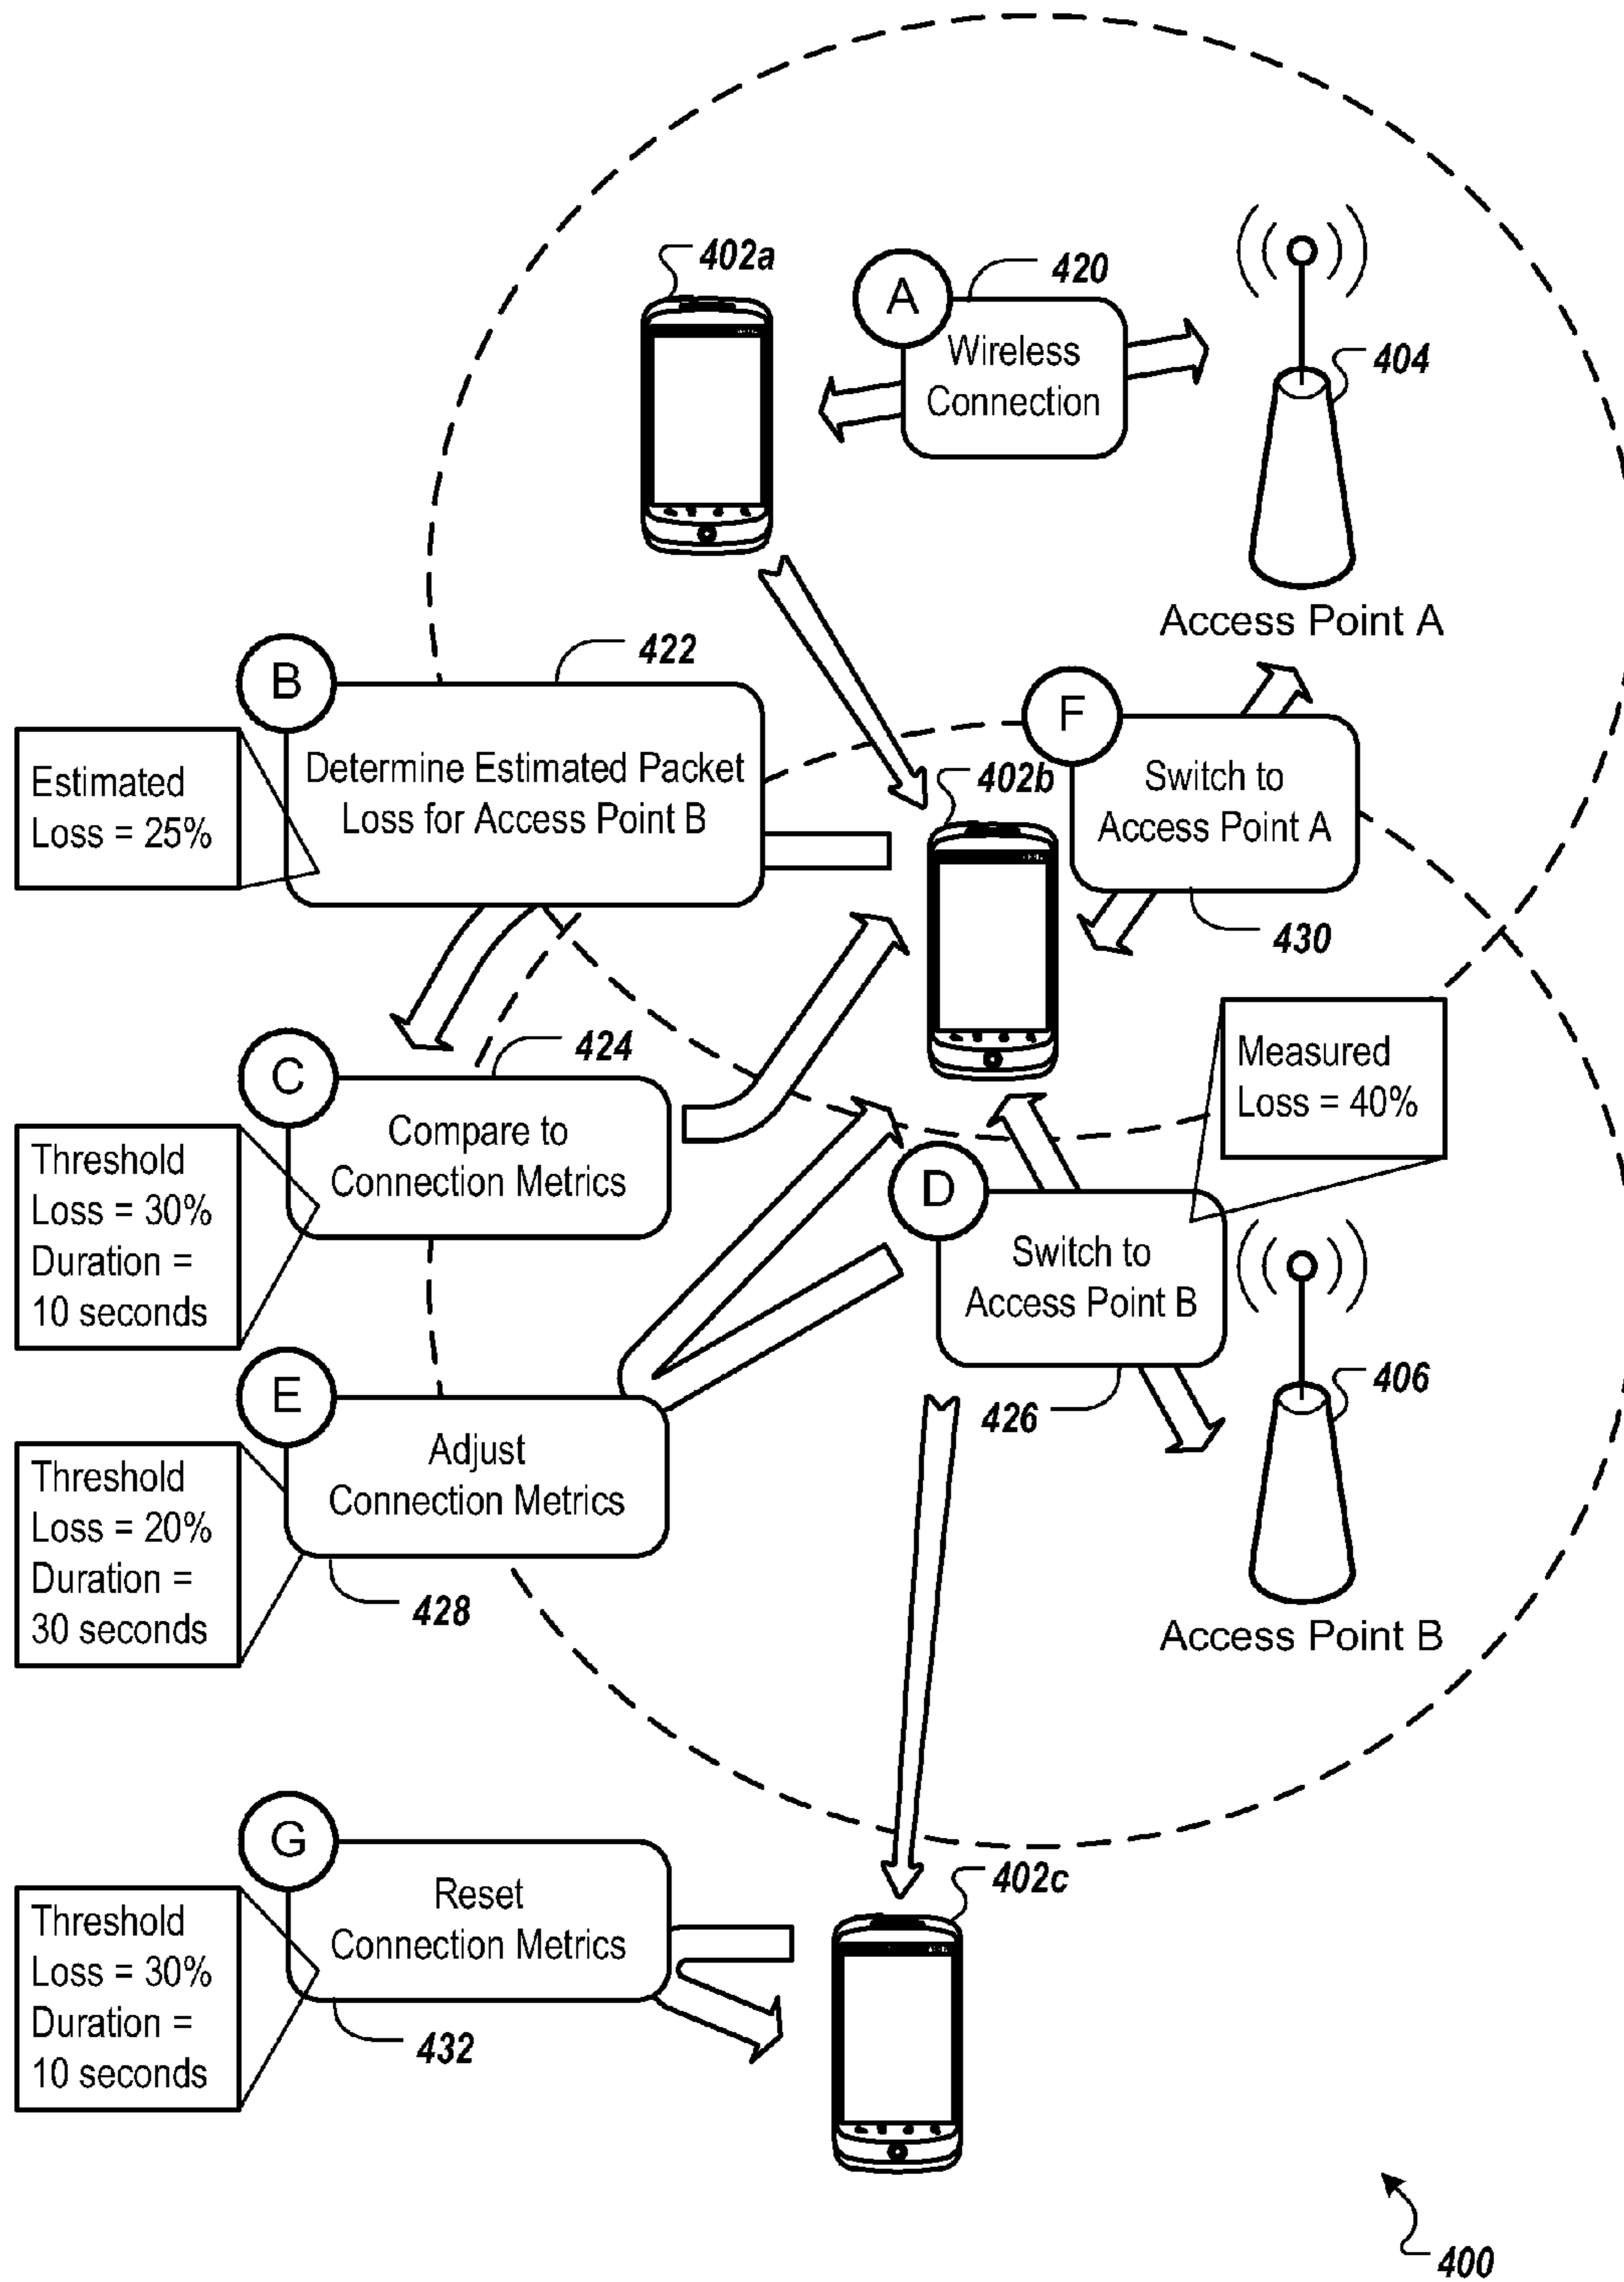 402a
A
420
Wireless
Connection
404
Access Point A
B
422
Determine Estimated Packet
Loss for Access Point B
Estimated
Loss = 25%
F
Switch to
Access Point A
430
402b
C
424
Compare to
Connection Metrics
Threshold
Loss = 30%
Duration =
10 seconds
Measured
Loss = 40%
D
Switch to
Access Point B
426
406
Access Point B
E
Adjust
Connection Metrics
Threshold
Loss = 20%
Duration =
30 seconds
428
G
Reset
Connection Metrics
Threshold
Loss = 30%
Duration =
10 seconds
432
402c
400